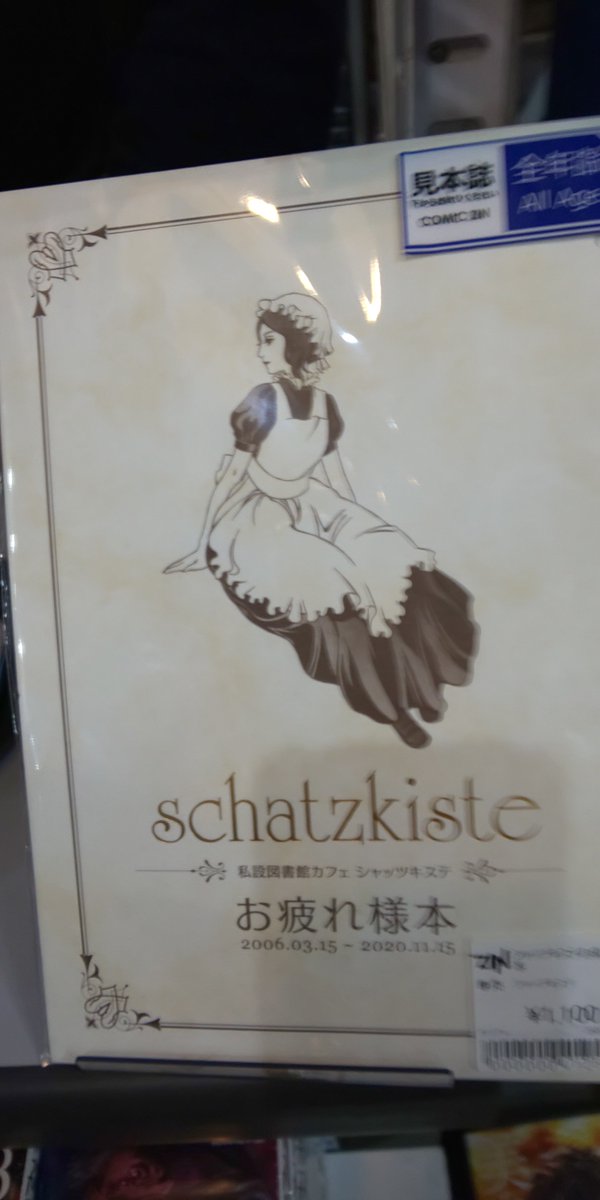 見本誌
全年齢
COMIC ZIN
All Ages
schatzkiste
私設図書館カフェ シャッツキステ
お疲れ様本
2006.03.15 ~ 2020.11.15
ZIN